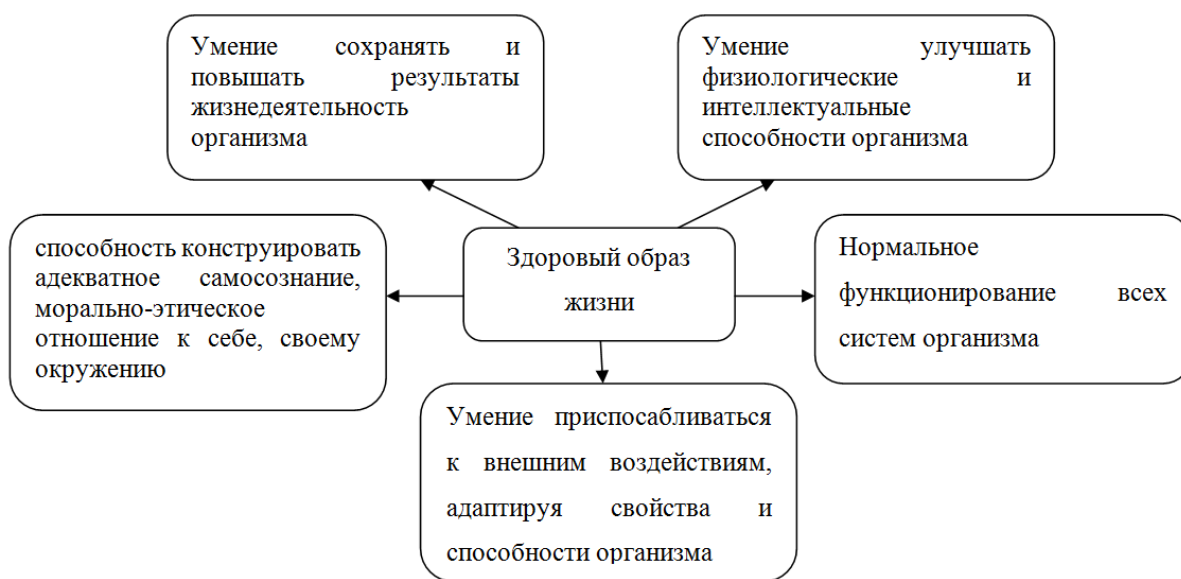 Умение сохранять и
повышать результаты
жизнедеятельность
организма
Умение улучшать
физиологические и
интеллектуальные
способности организма
способность конструировать
адекватное самосознание,
морально-этическое
отношение к себе, своему
окружению
Здоровый образ
жизни
Нормальное
функционирование всех
систем организма
Умение приспосабливаться
к внешним воздействиям,
адаптируя свойства и
способности организма